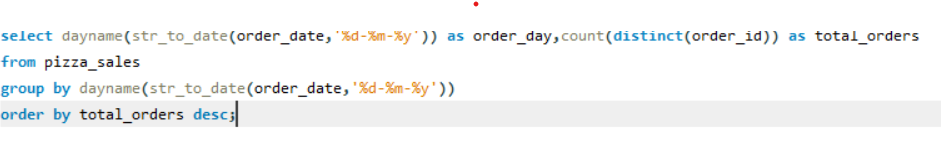 select dayname(str_to_date(order_date,'%d-%m-%y')) as order_day,count(distinct(order_id)) as total_orders
from pizza_sales
group by dayname(str_to_date(order_date,'%d-%m-%y'))
order by total_orders desc;